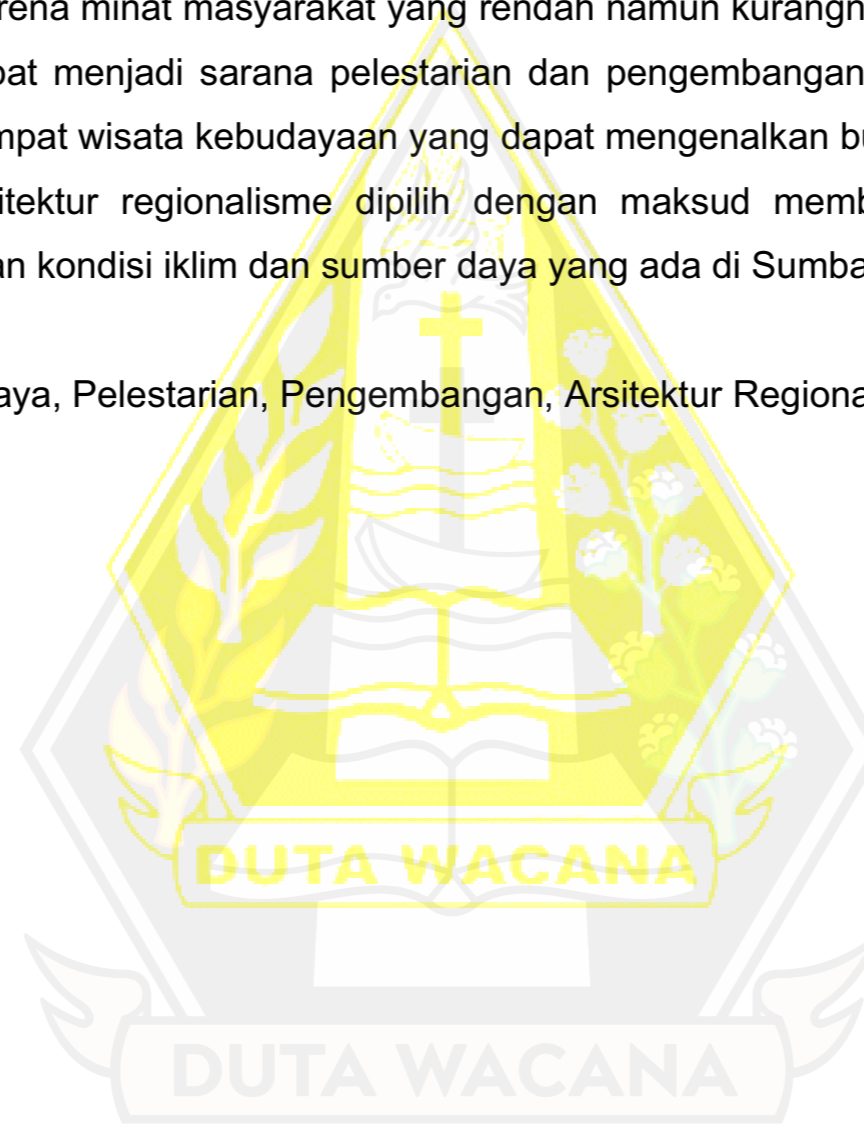 rena minat masyarakat yang rendah namun kurangn
pat menjadi sarana pelestarian dan pengembangan
mpat wisata kebudayaan yang dapat mengenalkan bu
itektur regionalisme dipilih dengan maksud memb
an kondisi iklim dan sumber daya yang ada di Sumba
aya, Pelestarian, Pengembangan, Arsitektur Regiona
DUTA WACANA
DUTA WACANA